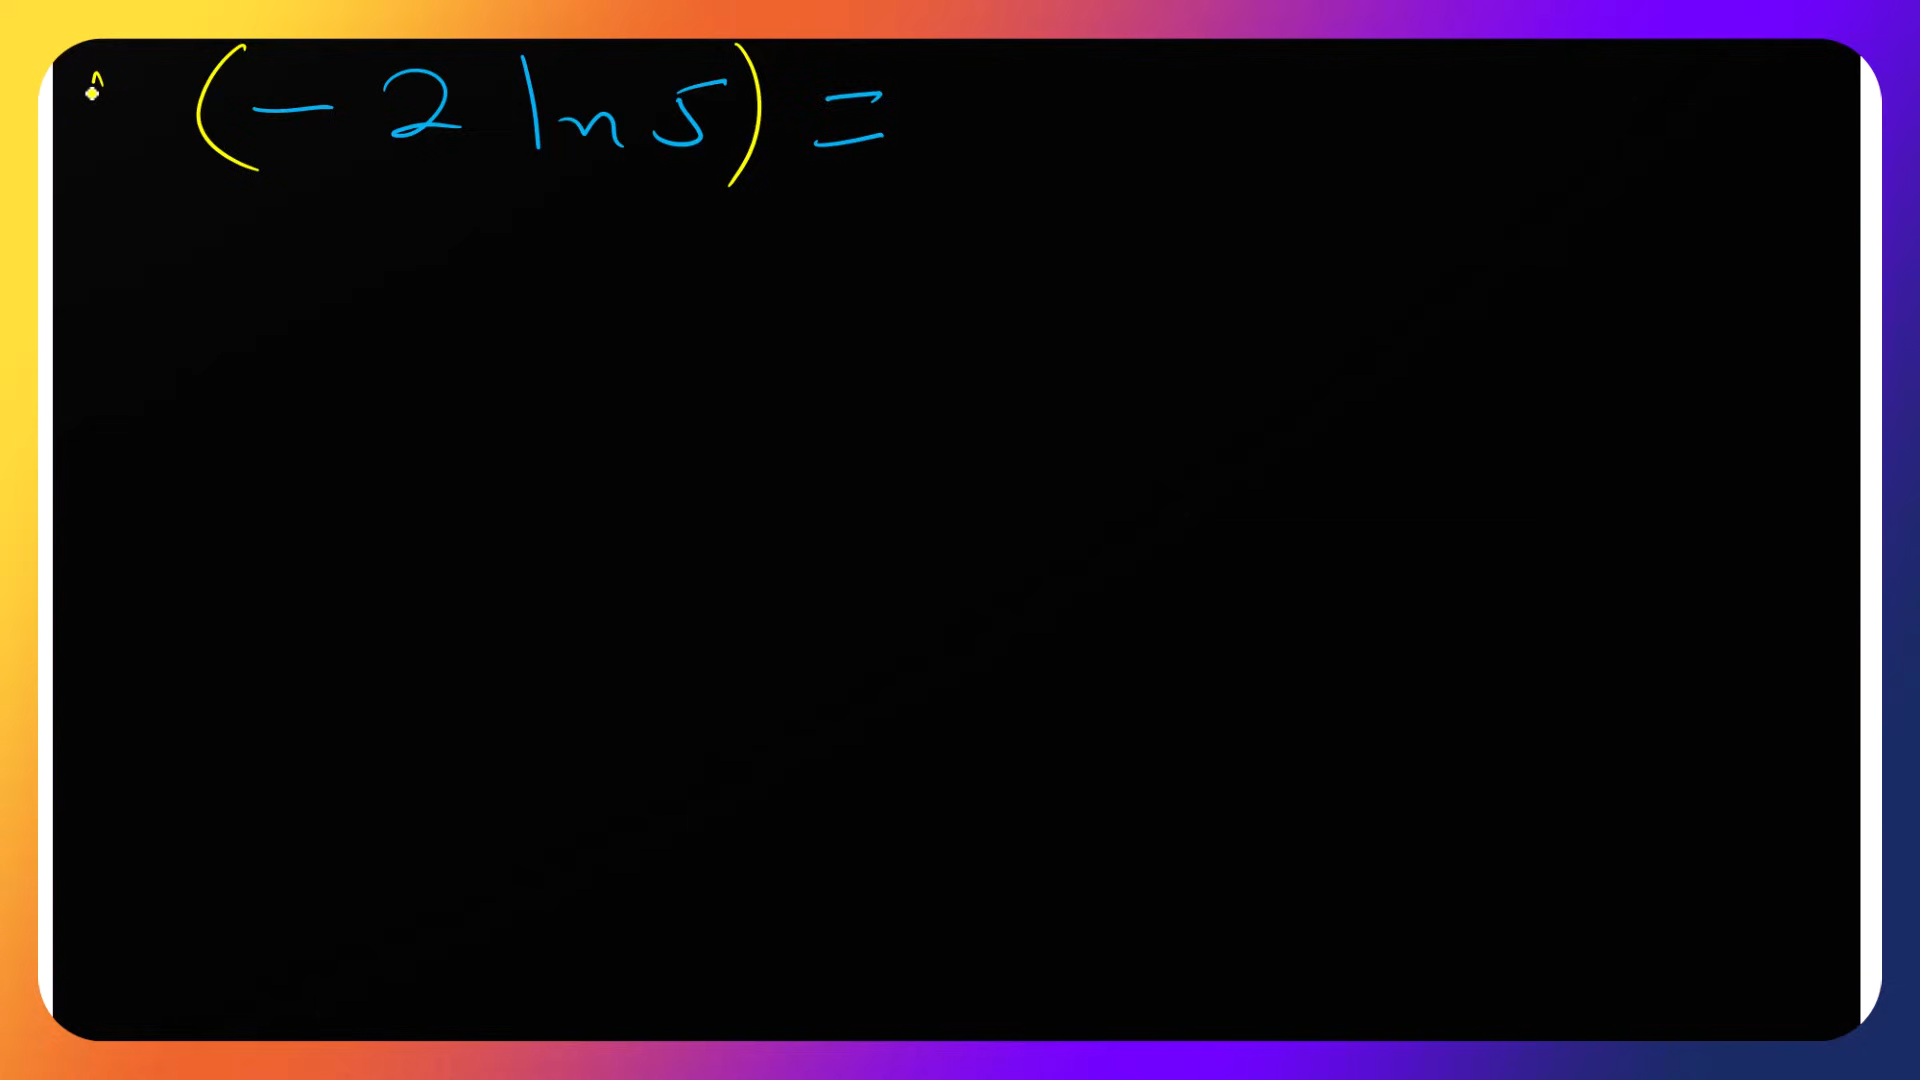 (- 2 ln 5) =